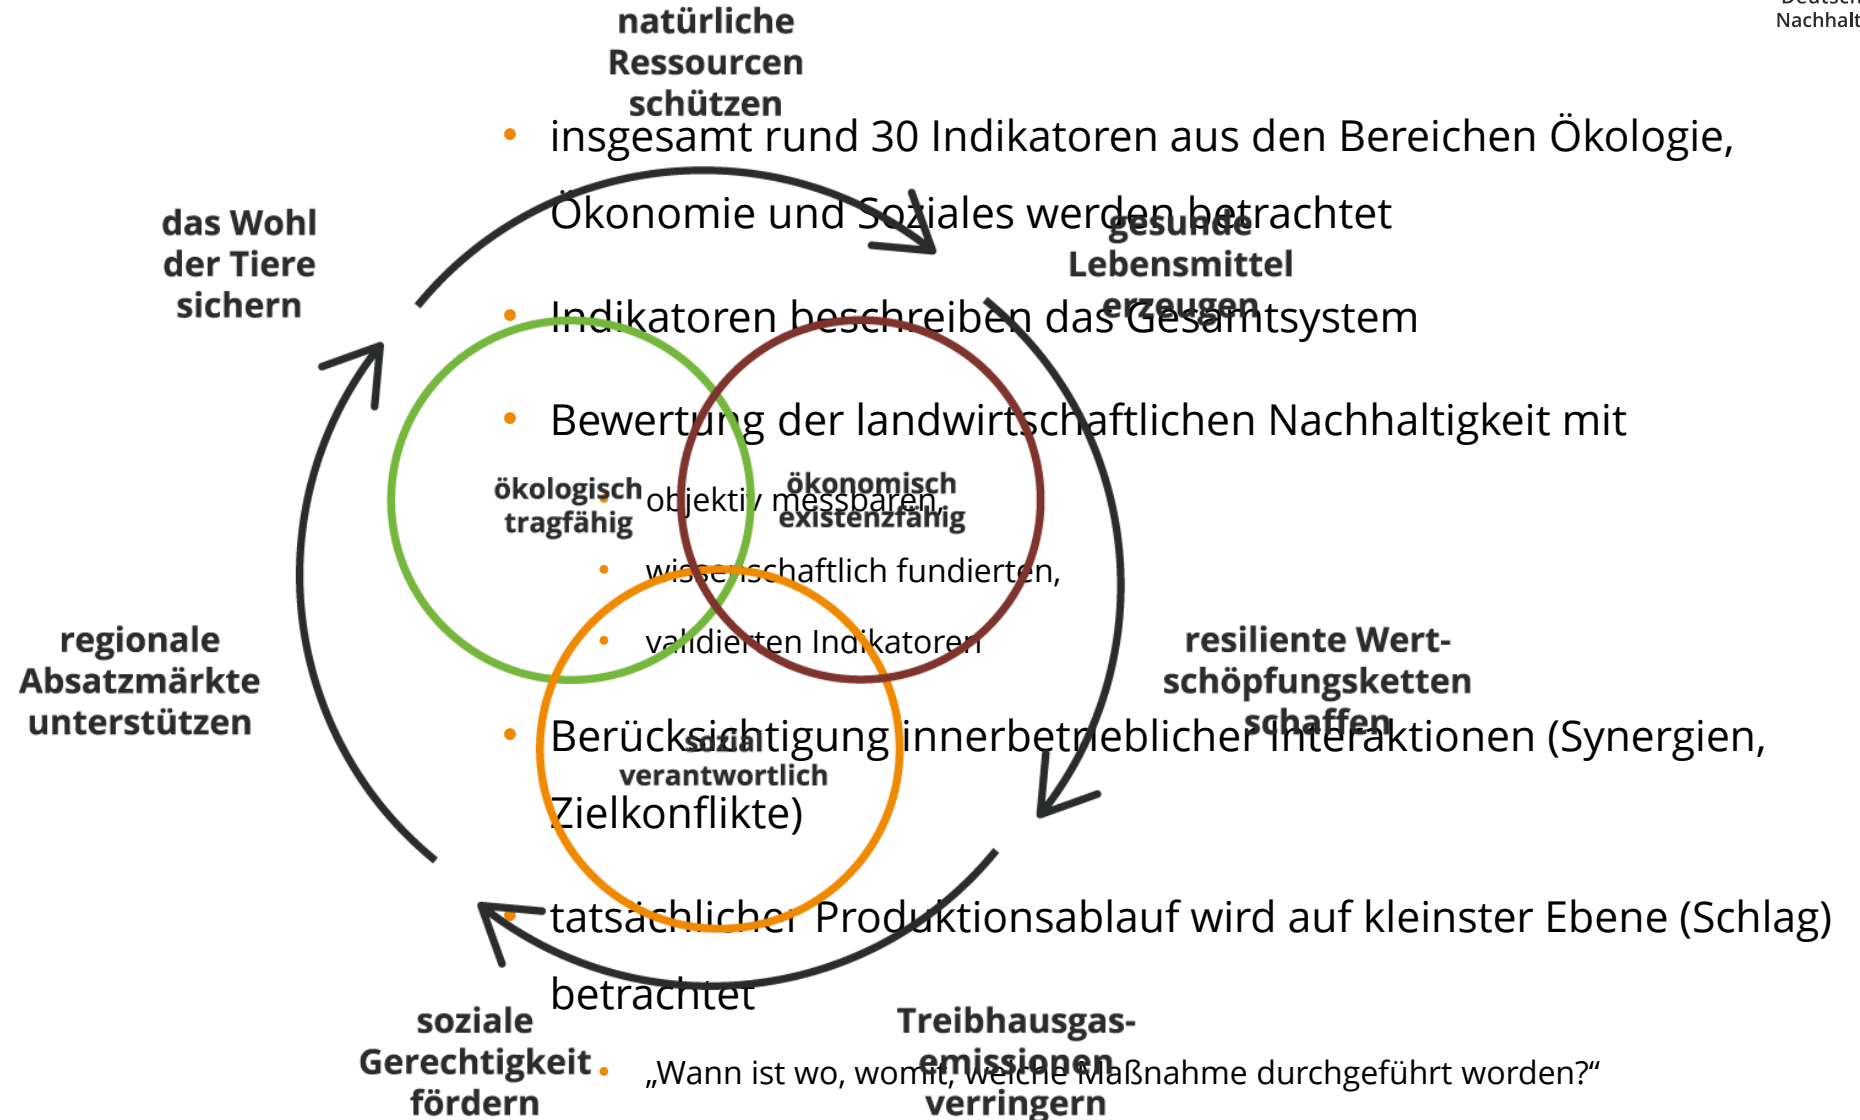 Nachhalt
natürliche
Ressourcen
schützen
• insgesamt rund 30 Indikatoren aus den Bereichen Ökologie,
Ökonomie und Soziales werden betrachtet
das Wohl
der Tiere
sichern
gesunde
Lebensmittel
erzeugen
• Indikatoren beschreiben das Gesamtsystem
• Bewertung der landwirtschaftlichen Nachhaltigkeit mit
ökologisch
tragfähig
ökonomisch
existenzfähig
• objektiv messbaren,
• wissenschaftlich fundierten,
• validierten Indikatoren
regionale
Absatzmärkte
unterstützen
resiliente Wert-
schöpfungsketten
schaffen
• Berücksichtigung innerbetrieblicher Interaktionen (Synergien,
Zielkonflikte)
sozial
verantwortlich
• tatsächlicher Produktionsablauf wird auf kleinster Ebene (Schlag)
betrachtet
soziale
Gerechtigkeit
fördern
Treibhausgas-
emissionen
verringern
• „Wann ist wo, womit, welche Maßnahme durchgeführt worden?“